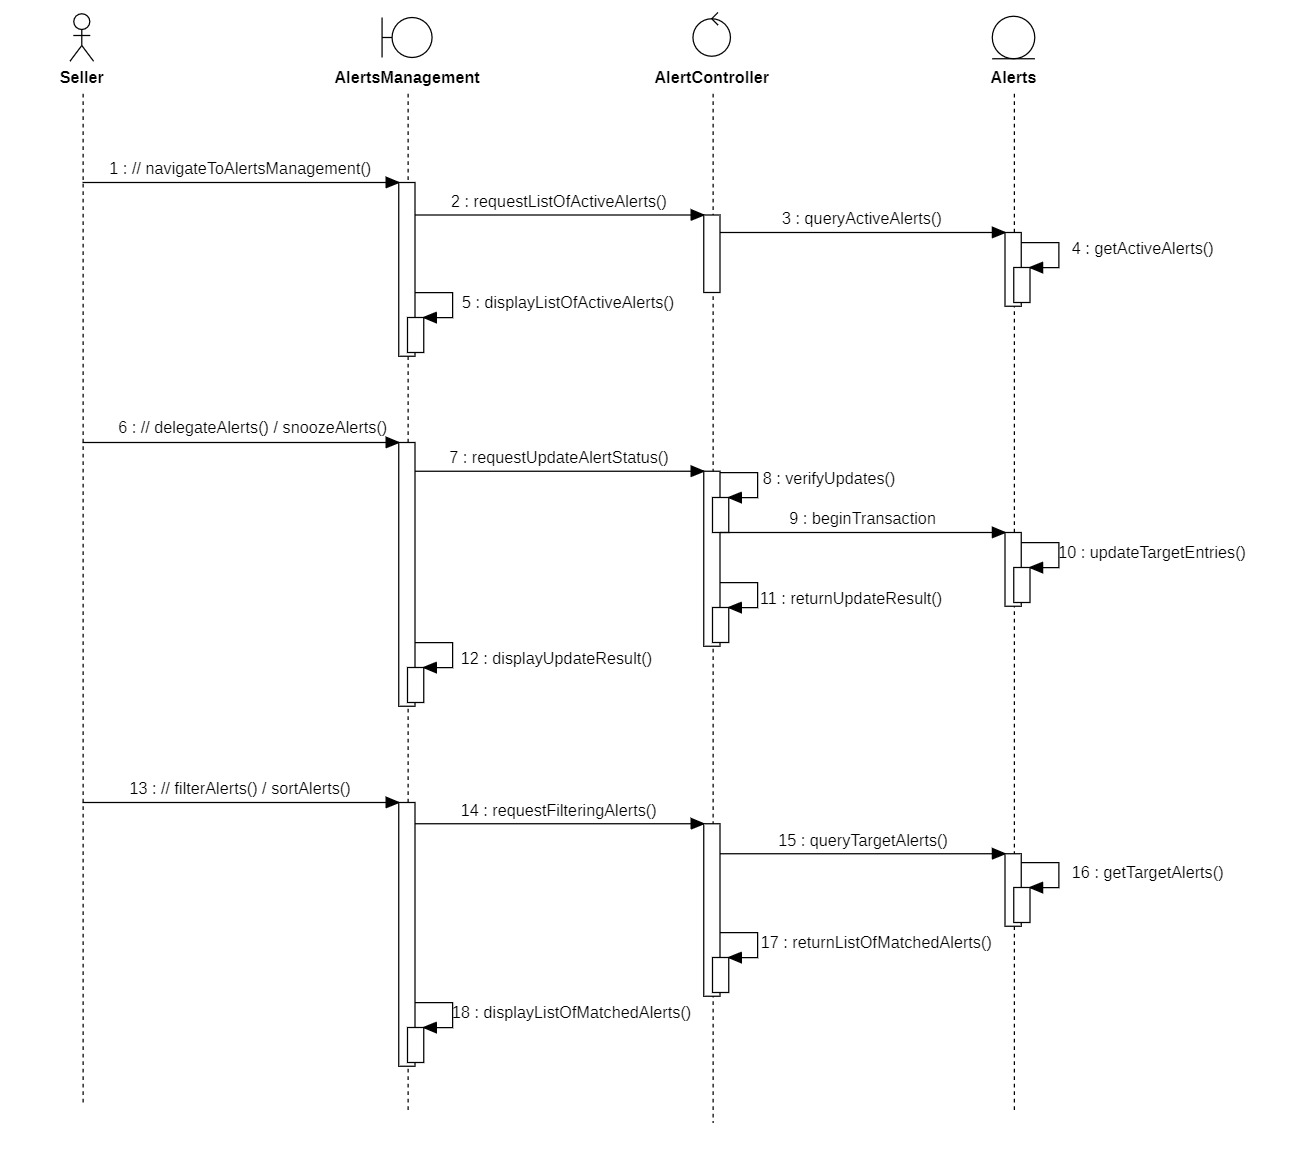 Seller
AlertsManagement
AlertController
Alerts
1 : // navigateToAlertsManagement()
2 : requestListOfActiveAlerts()
3 : queryActiveAlerts()
4 : getActiveAlerts()
5 : displayListOfActiveAlerts()
6 : // delegateAlerts() / snoozeAlerts()
7 : requestUpdateAlertStatus()
8 : verifyUpdates()
9 : beginTransaction
10 : updateTargetEntries()
11 : returnUpdateResult()
12 : displayUpdateResult()
13 : // filterAlerts() / sortAlerts()
14 : requestFilteringAlerts()
15 : queryTargetAlerts()
16 : getTargetAlerts()
17 : returnListOfMatchedAlerts()
18 : displayListOfMatchedAlerts()